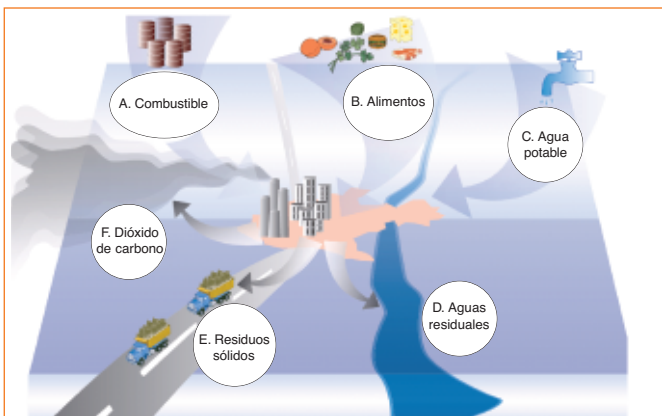 A. Combustible
B. Alimentos
C. Agua
potable
F. Dióxido
de carbono
D. Aguas
residuales
E. Residuos
sólidos